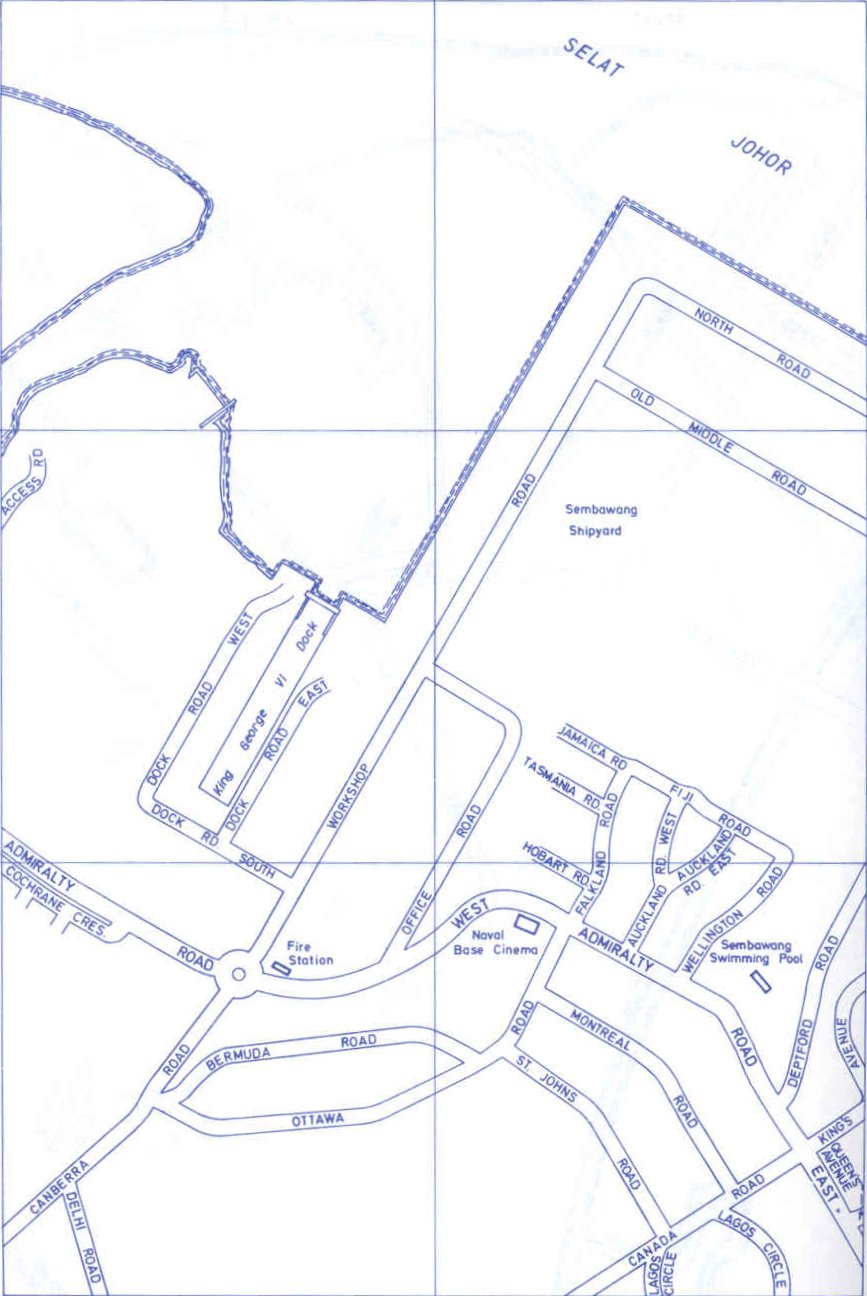 SELAT
JOHOR
NORTH
ROAD
OLD
MIDDLE
ROAD
ACCESS RD
ROAD
Sembawang
Shipyard
WEST
ROAD
DOCK
King George VI Dock
EAST
ROAD
DOCK
DOCK RD
SOUTH
WORKSHOP
JAMAICA RD
TASMANIA RD.
FIJI
ROAD
ROAD
FALKLAND
HOBART RD.
AUCKLAND RD. WEST
AUCKLAND
RD. EAST
WELLINGTON ROAD
OFFICE ROAD
ADMIRALTY
COCHRANE CRES.
ROAD
WEST
Fire
Station
Naval
Base Cinema
ADMIRALTY
Sembawang
Swimming Pool
ROAD
DEPTFORD ROAD
AVENUE
ROAD
MONTREAL
ROAD
BERMUDA ROAD
ROAD
ST. JOHNS
ROAD
OTTAWA
KING'S
QUEEN'S
AVENUE
EAST
CANBERRA
DELHI ROAD
CANADA
ROAD
LAGOS
CIRCLE
LAGOS CIRCLE